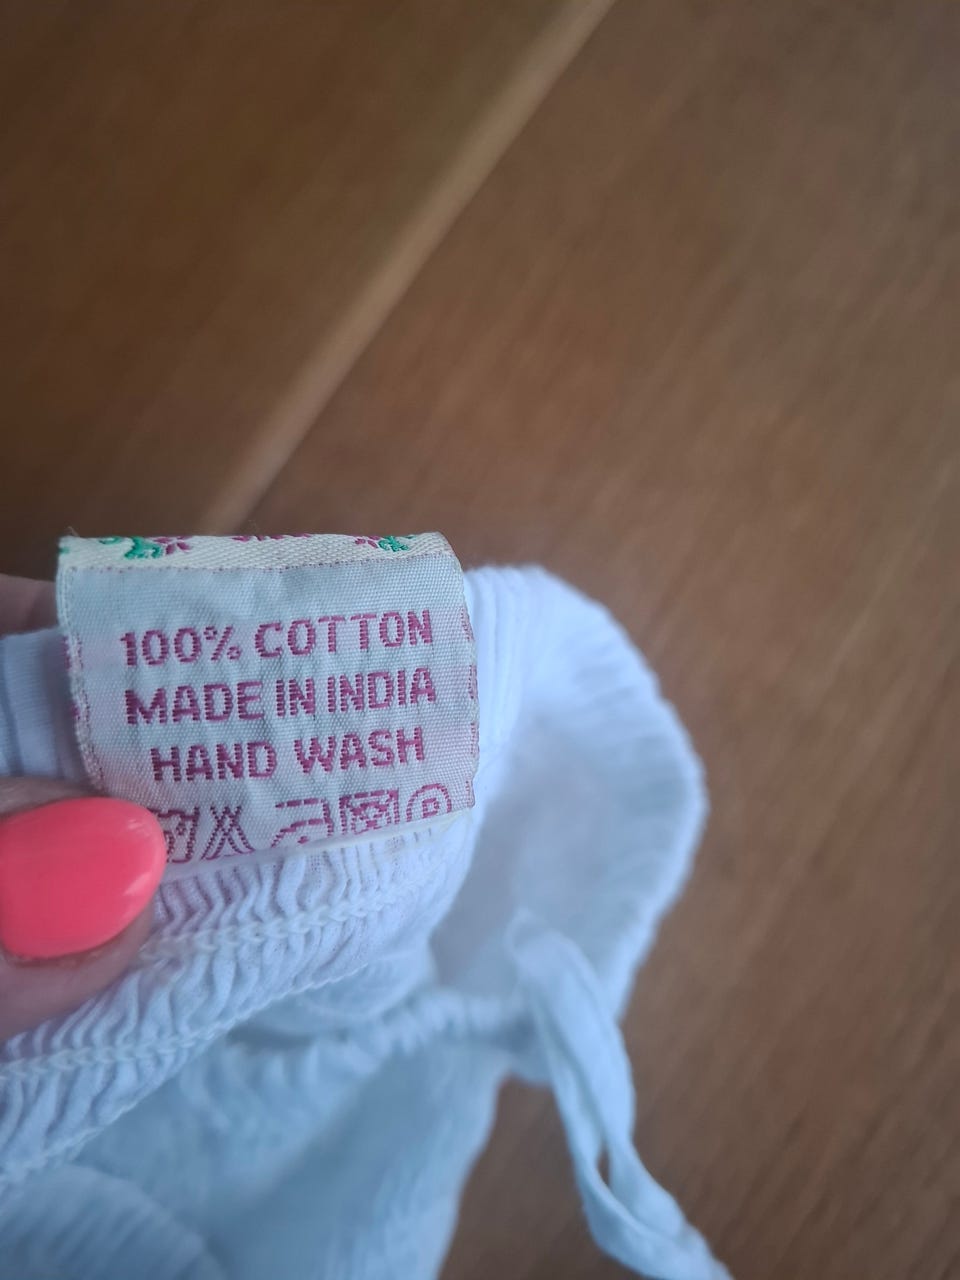 100% COTTON
MADE IN INDIA
HAND WASH
P